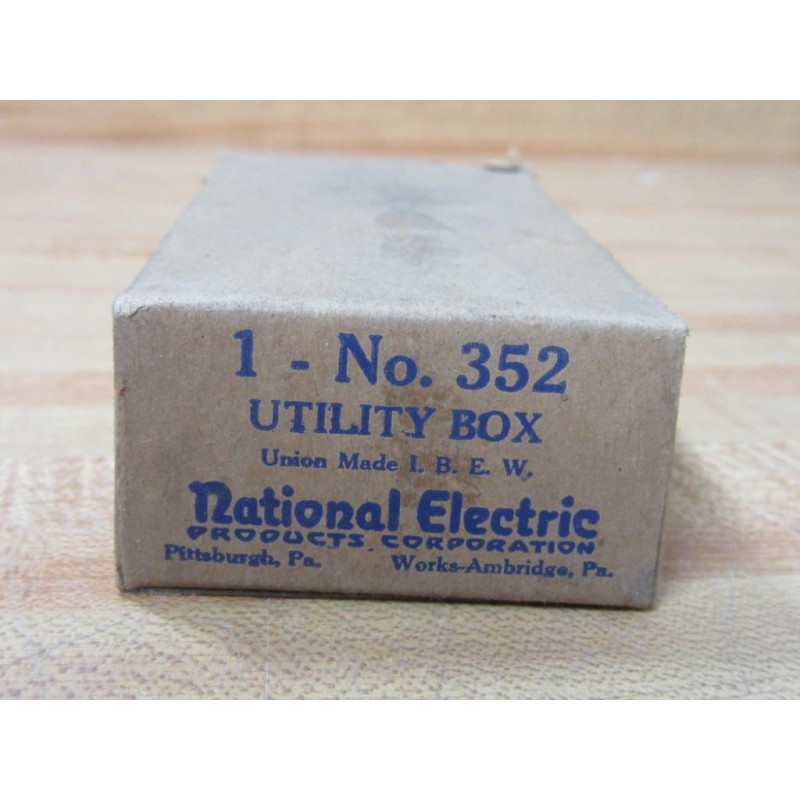 1 - No. 352
UTILITY BOX
Union Made I. B. E. W.
National Electric
PRODUCTS CORPORATION
Pittsburgh, Pa. Works-Ambridge, Pa.